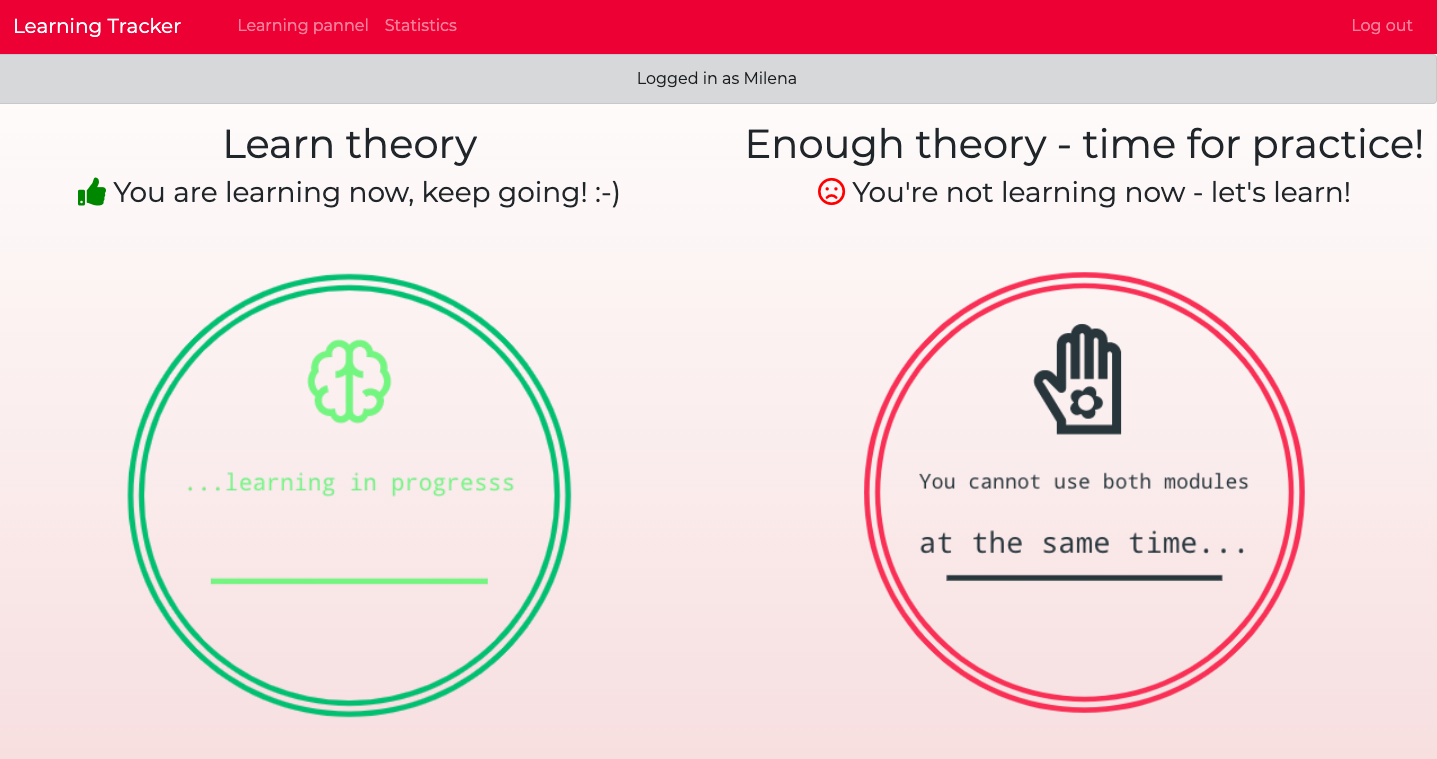 Learning Tracker Learning pannel Statistics Log out
Logged in as Milena
Learn theory
You are learning now, keep going! :-)
...learning in progresss
Enough theory - time for practice!
You're not learning now - let's learn!
You cannot use both modules
at the same time...